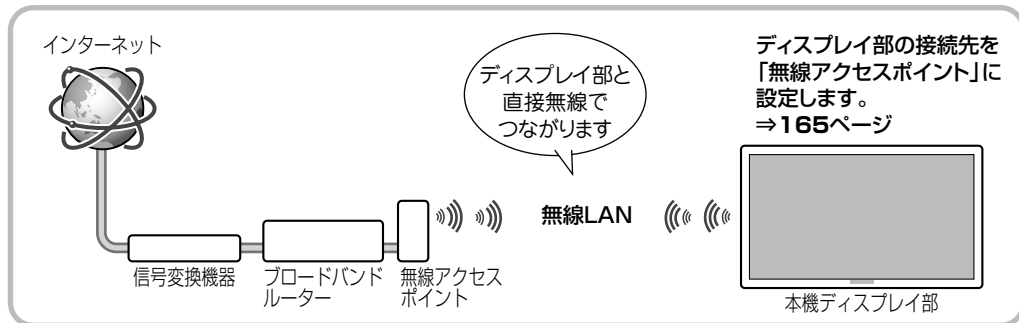 インターネット
ディスプレイ部と
直接無線で
つながります
ディスプレイ部の接続先を
「無線アクセスポイント」に
設定します。
⇒165ページ
無線LAN
信号変換機器
ブロードバンド
ルーター
無線アクセス
ポイント
本機ディスプレイ部